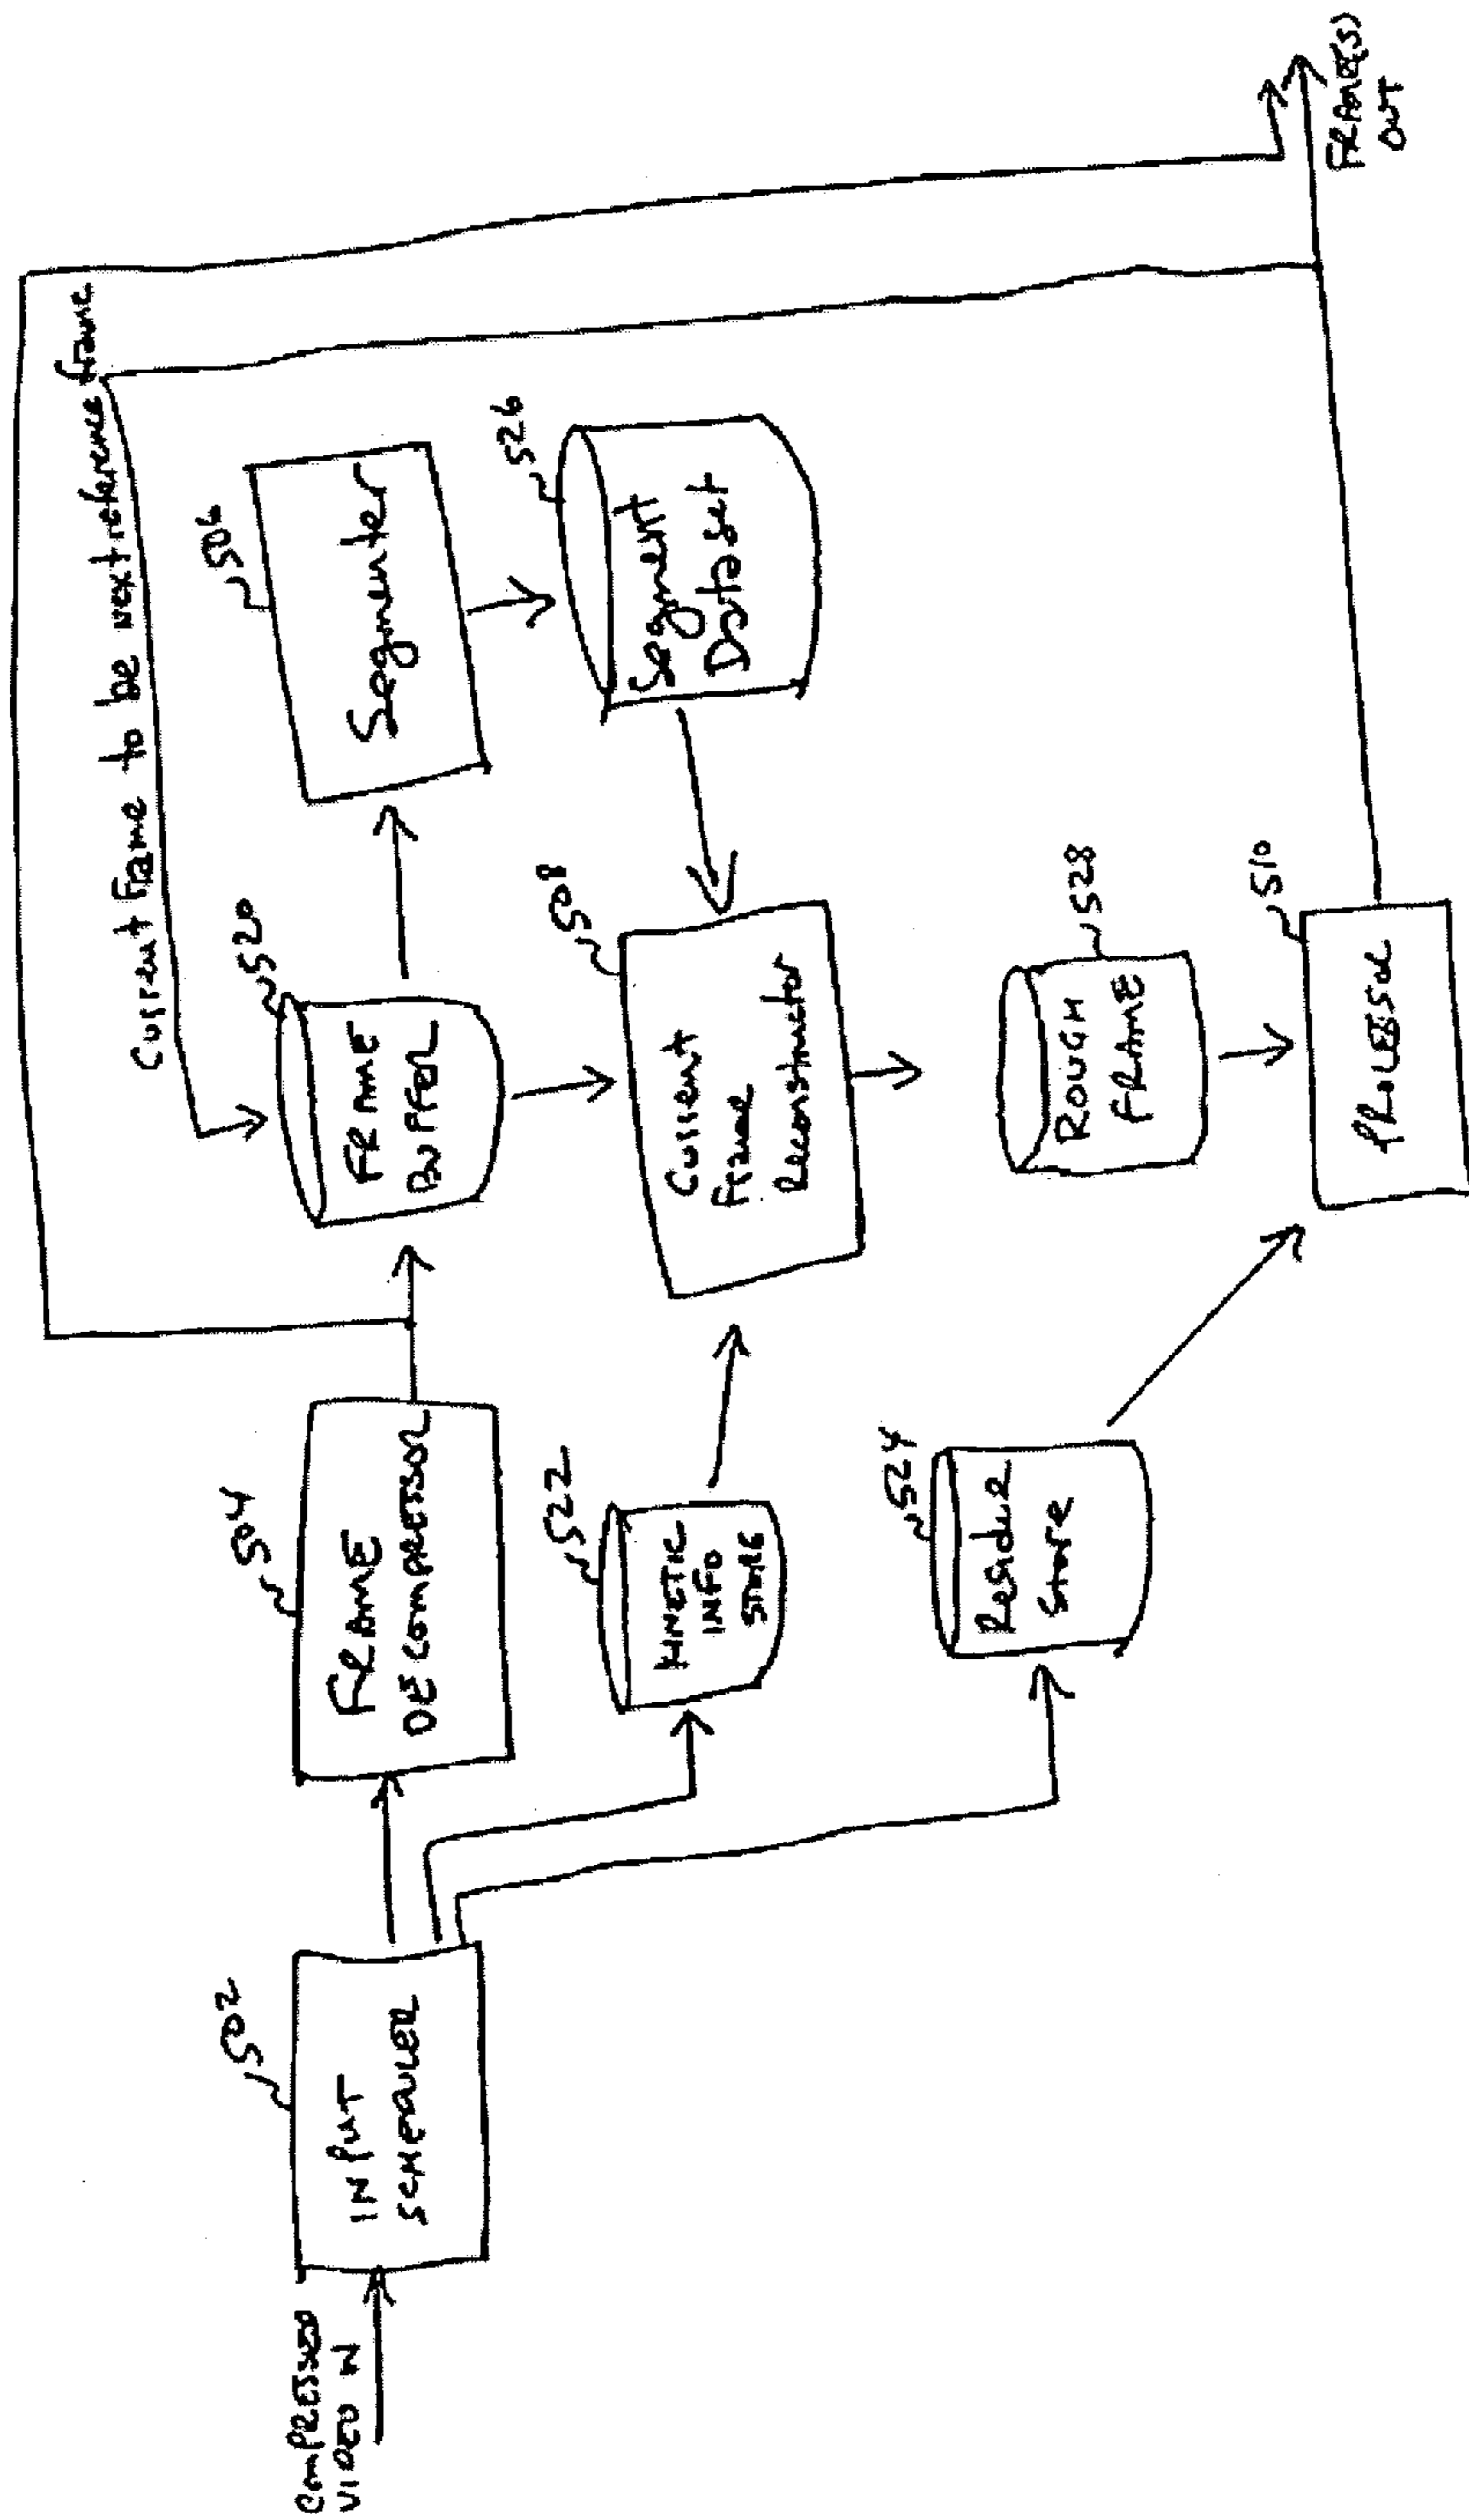 Current Frame to be next reference frame
COMPRESSED
VIDEO IN
502
INPUT
SCHEDULER
504
FRAME
DECOMPRESSOR
520
FRAME
BUFFER
506
Segmenter
522
KINETIC
INFO
STORE
508
Current
Frame
Reconstructor
526
Segment
Dataset
524
Residue
Store
528
ROUGH
FRAME
510
PROCESSOR
FRAME(S)
OUT